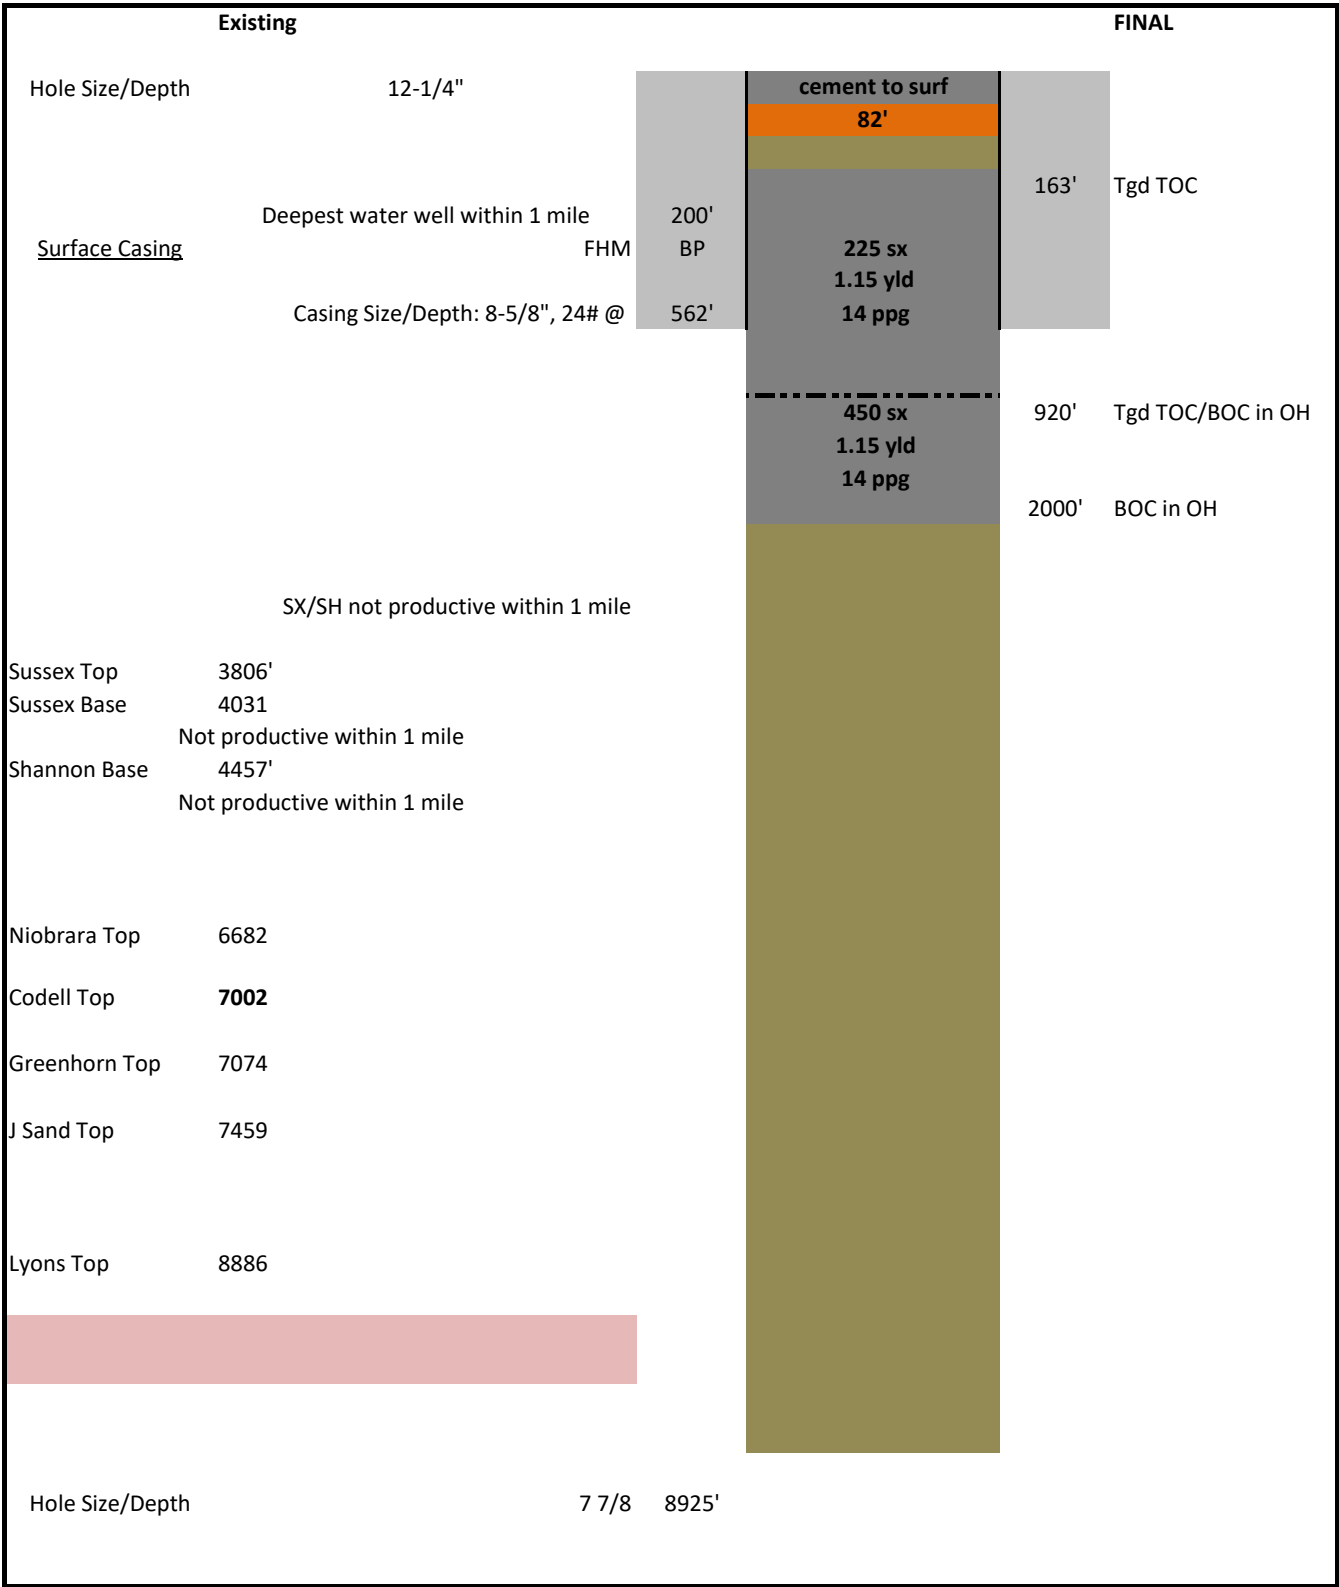 Existing FINAL
Hole Size/Depth 12-1/4" cement to surf
82'
163' Tgd TOC
Deepest water well within 1 mile 200'
Surface Casing FHM BP 225 sx
1.15 yld
Casing Size/Depth: 8-5/8", 24# @ 562' 14 ppg
450 sx 920' Tgd TOC/BOC in OH
1.15 yld
14 ppg
2000' BOC in OH
SX/SH not productive within 1 mile
Sussex Top 3806'
Sussex Base 4031
Not productive within 1 mile
Shannon Base 4457'
Not productive within 1 mile
Niobrara Top 6682
Codell Top 7002
Greenhorn Top 7074
J Sand Top 7459
Lyons Top 8886
Hole Size/Depth 7 7/8 8925'